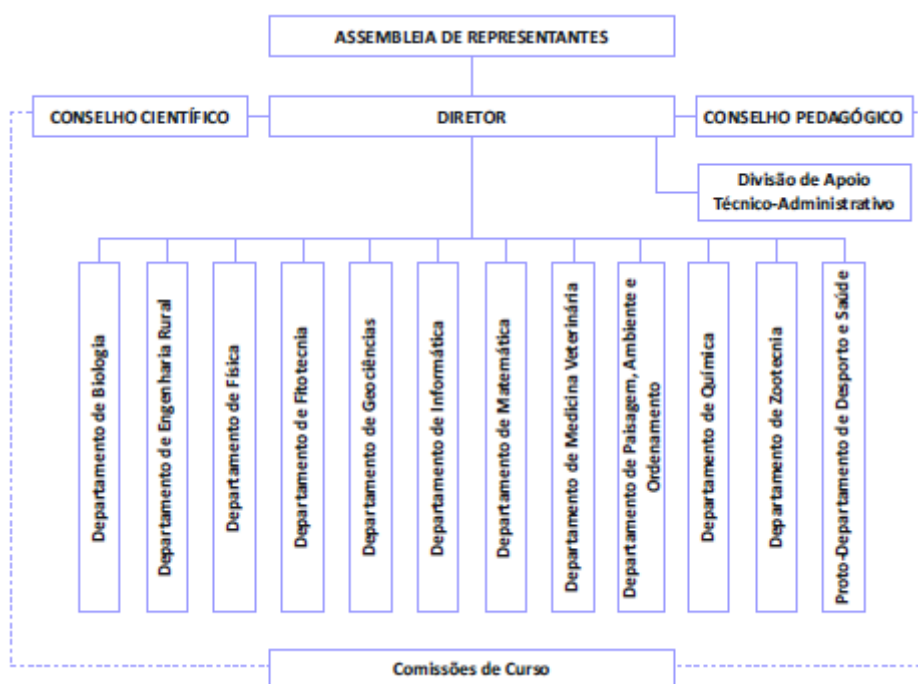 ASSEMBLEIA DE REPRESENTANTES
CONSELHO CIENTÍFICO
DIRETOR
CONSELHO PEDAGÓGICO
Divisão de Apoio
Técnico-Administrativo
Departamento de Biologia
Departamento de Engenharia Rural
Departamento de Física
Departamento de Fitotecnia
Departamento de Geociências
Departamento de Informática
Departamento de Matemática
Departamento de Medicina Veterinária
Departamento de Paisagem, Ambiente e
Ordenamento
Departamento de Química
Departamento de Zootecnia
Proto-Departamento de Desporto e Saúde
Comissões de Curso